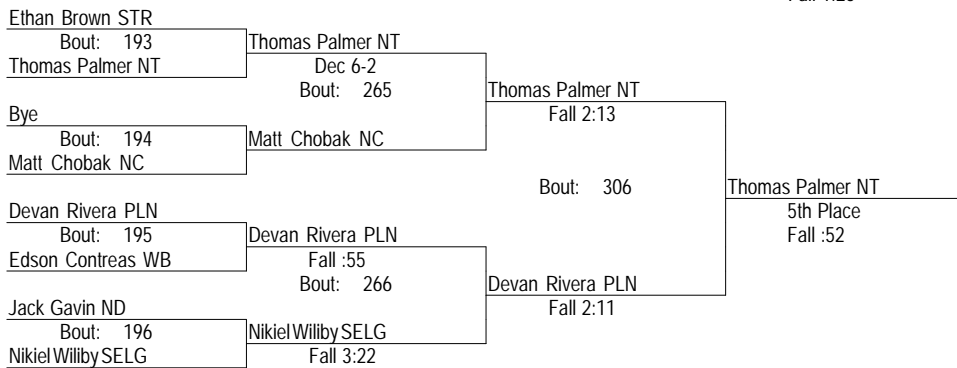 Ethan Brown STR
Bout: 193
Thomas Palmer NT
Thomas Palmer NT
Dec 6-2
Bout: 265
Thomas Palmer NT
Fall 2:13
Bye
Bout: 194
Matt Chobak NC
Matt Chobak NC
Bout: 306
Thomas Palmer NT
5th Place
Fall :52
Devan Rivera PLN
Bout: 195
Devan Rivera PLN
Edson Contreas WB
Fall :55
Bout: 266
Devan Rivera PLN
Fall 2:11
Jack Gavin ND
Bout: 196
Nikiel Wiliby SELG
Nikiel Wiliby SELG
Fall 3:22